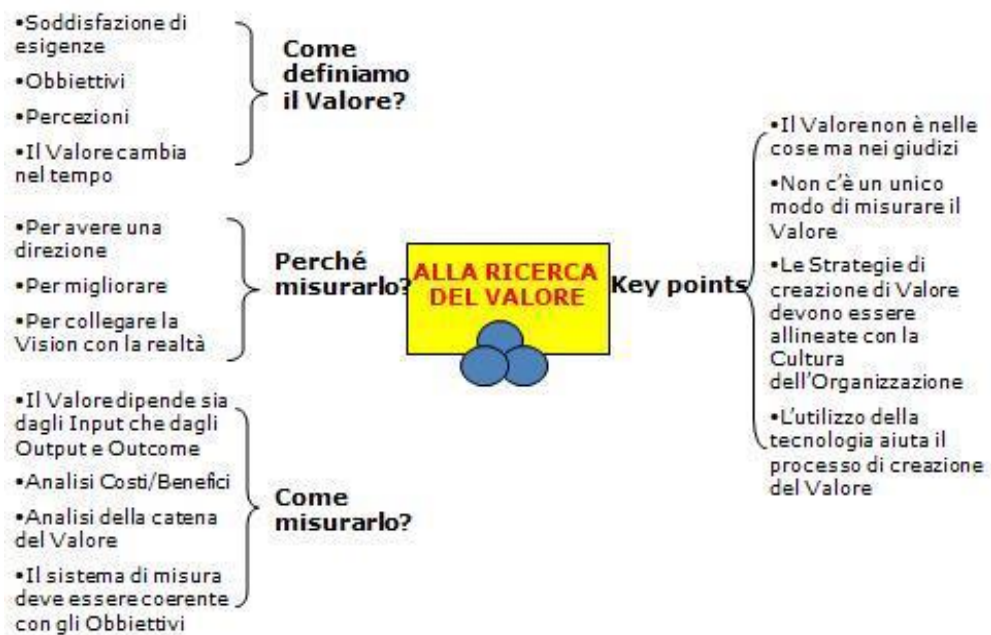 •Soddisfazione di
esigenze
•Obbiettivi
•Percezioni
•Il Valore cambia
nel tempo
Come
definiamo
il Valore?
•Per avere una
direzione
•Per migliorare
•Per collegare la
Vision con la realtà
Perché
misurarlo?
•Il Valore dipende sia
dagli Input che dagli
Output e Outcome
•Analisi Costi/Benefici
•Analisi della catena
del Valore
•Il sistema di misura
deve essere coerente
con gli Obbiettivi
Come
misurarlo?
ALLA RICERCA
DEL VALORE
Key points
•Il Valore non è nelle
cose ma nei giudizi
•Non c'è un unico
modo di misurare il
Valore
•Le Strategie di
creazione di Valore
devono essere
allineate con la
Cultura
dell'Organizzazione
•L'utilizzo della
tecnologia aiuta il
processo di creazione
del Valore